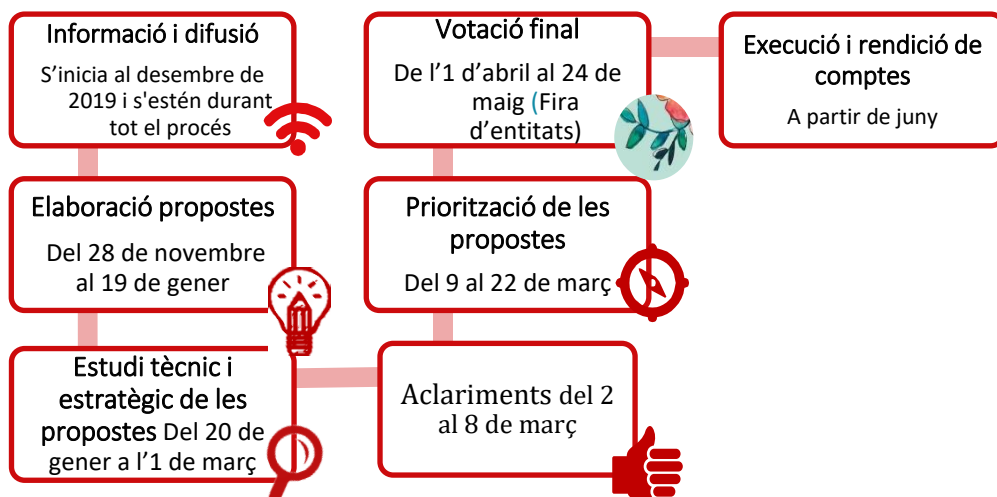 Informació i difusió
S’inicia al desembre de
2019 i s'estén durant
tot el procés
Elaboració propostes
Del 28 de novembre
al 19 de gener
Estudi tècnic i
estratègic de les
propostes Del 20 de
gener a l’1 de març
Aclariments del 2
al 8 de març
Priorització de les
propostes
Del 9 al 22 de març
Votació final
De l’1 d’abril al 24 de
maig (Fira
d’entitats)
Execució i rendició de
comptes
A partir de juny